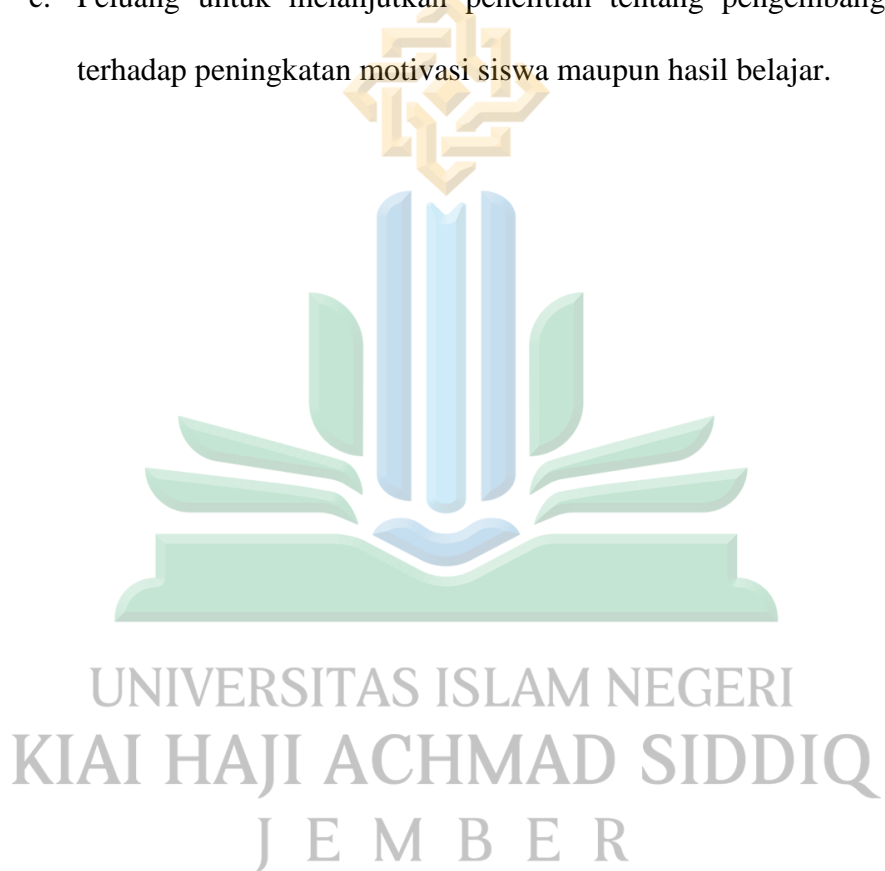 c. Peluang untuk melanjutkan penelitian tentang pengembang
terhadap peningkatan motivasi siswa maupun hasil belajar.
UNIVERSITAS ISLAM NEGERI
KIAI HAJI ACHMAD SIDDIQ
JEMBER